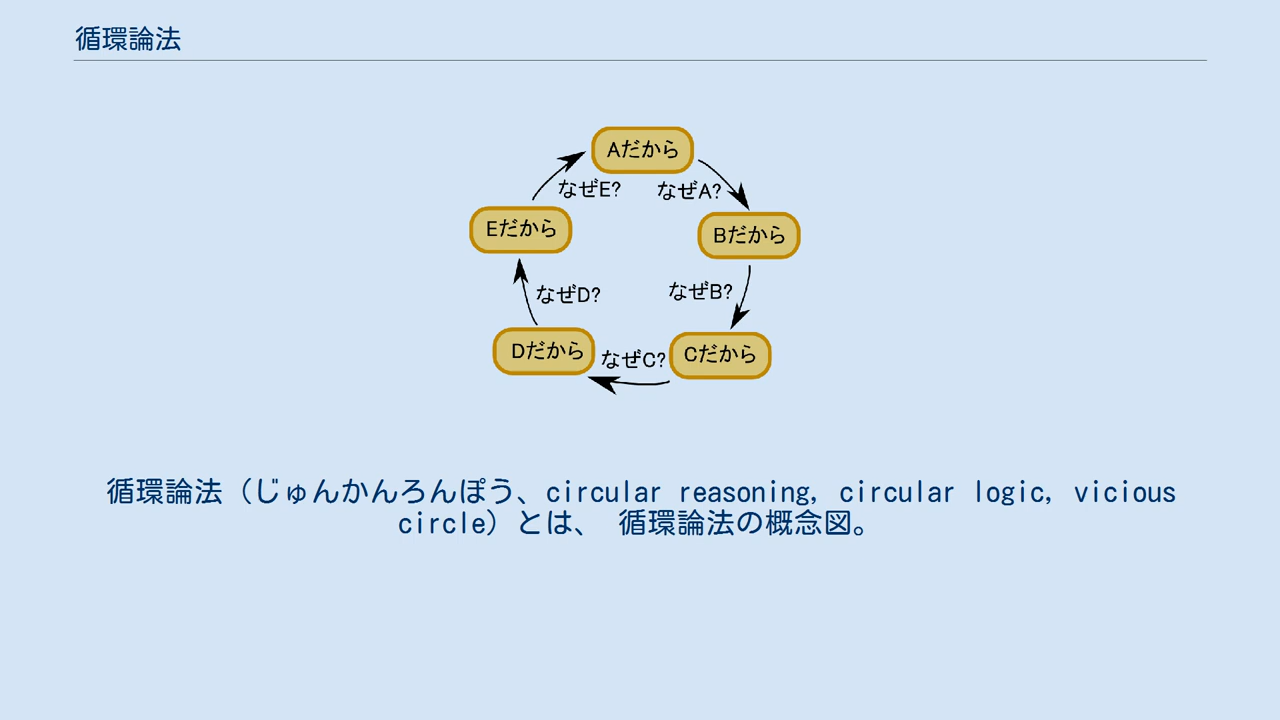 循環論法
Aだから
なぜE?
なぜA?
Eだから
Bだから
なぜD?
なぜB?
Dだから
なぜC?
Cだから
循環論法（じゅんかんろんぽう、circular reasoning, circular logic, vicious
circle）とは、 循環論法の概念図。